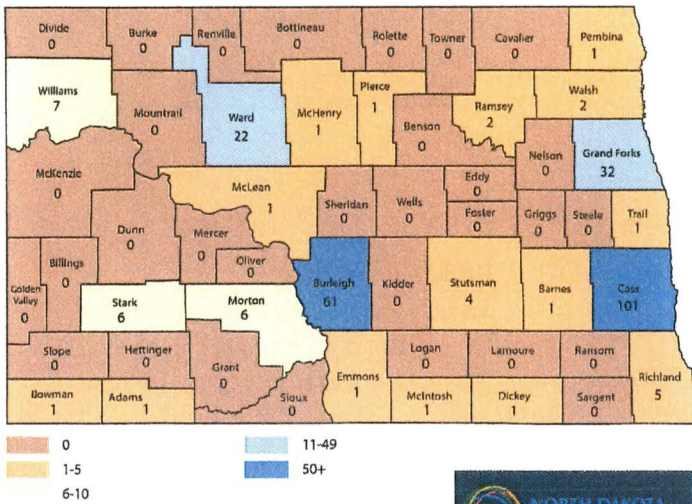 Divide
0
Burke
0
Renville
0
Bottineau
0
Rolette
0
Towner
0
Cavalier
0
Pembina
1
Williams
7
Mountrail
0
Ward
22
McHenry
1
Pierce
1
Benson
0
Ramsey
2
Walsh
2
McKenzie
0
Nelson
0
Grand Forks
32
McLean
1
Sheridan
0
Wells
0
Eddy
0
Foster
0
Griggs
0
Steele
0
Trail
1
Dunn
0
Mercer
0
Oliver
0
Golden
Valley
0
Billings
0
Stark
6
Morton
6
Burleigh
61
Kidder
0
Stutsman
4
Barnes
1
Cass
101
Slope
0
Hettinger
0
Grant
0
Sioux
0
Emmons
1
Logan
0
Lamoure
0
Ransom
0
Richland
5
Bowman
1
Adams
1
McIntosh
1
Dickey
1
Sargent
0
0
1-5
6-10
11-49
50+
NORTH DAKOTA